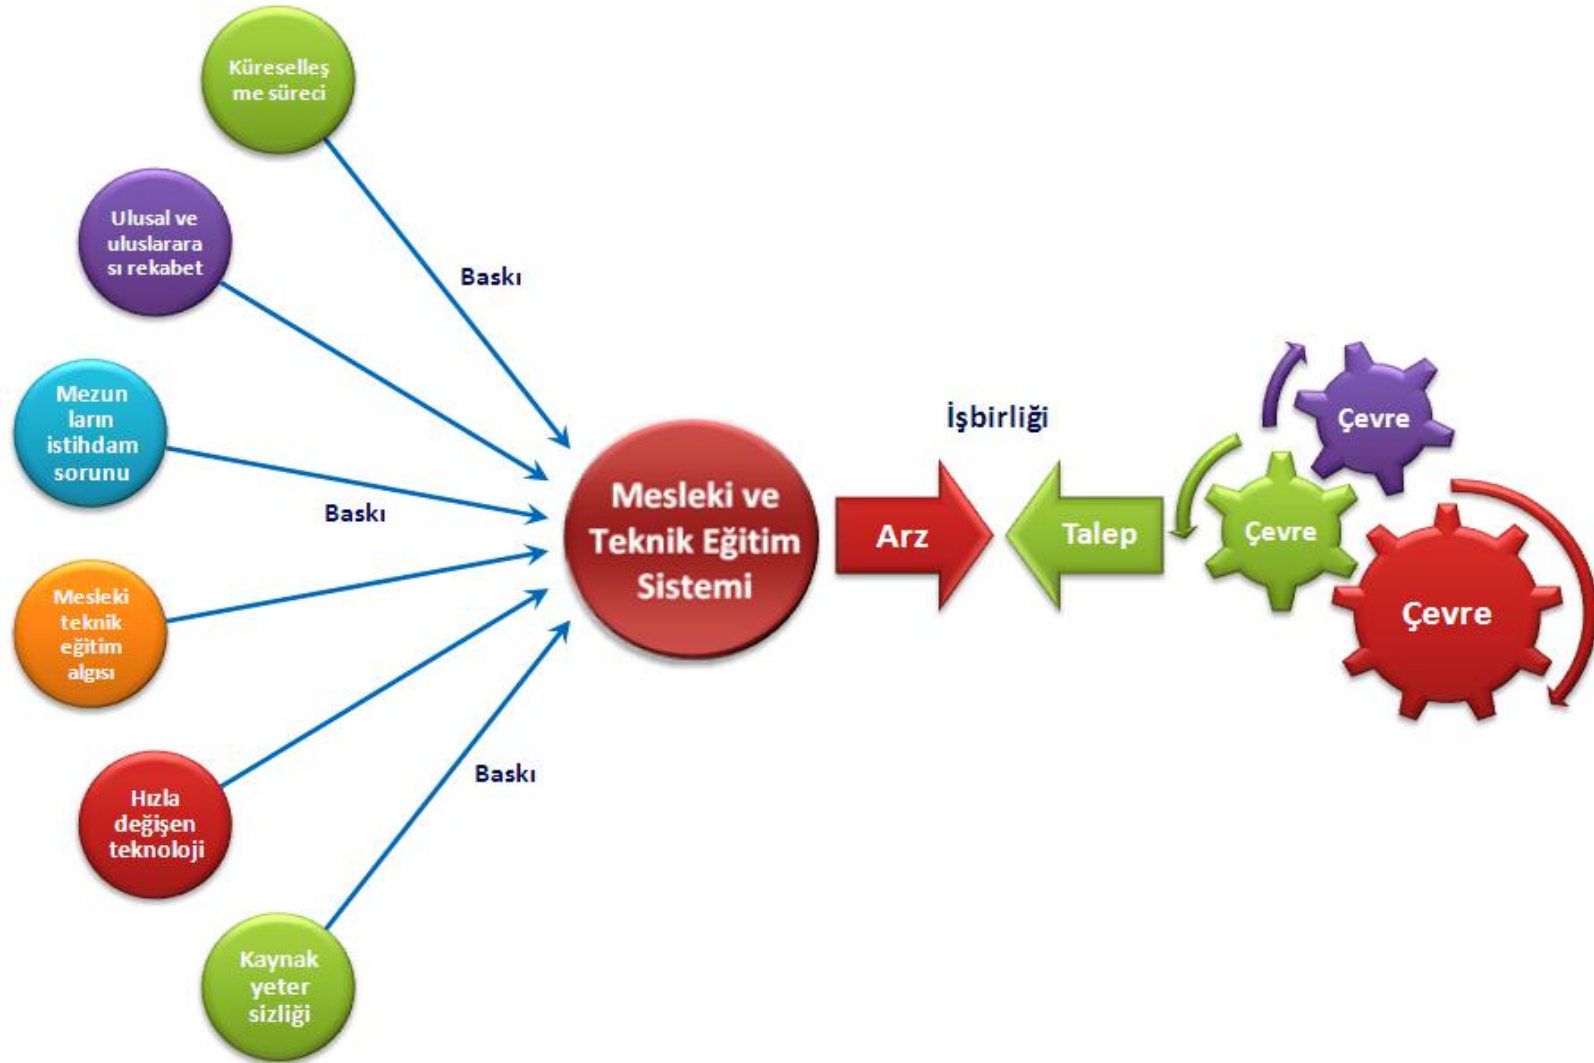 Küreselleş
me süreci
Ulusal ve
uluslarara
sı rekabet
Baskı
Mezun
ların
istihdam
sorunu
Baskı
Mesleki
teknik
eğitim
algısı
Hızla
değişen
teknoloji
Baskı
Kaynak
yeter
sizliği
Mesleki ve
Teknik Eğitim
Sistemi
İşbirliği
Arz
Talep
Çevre
Çevre
Çevre